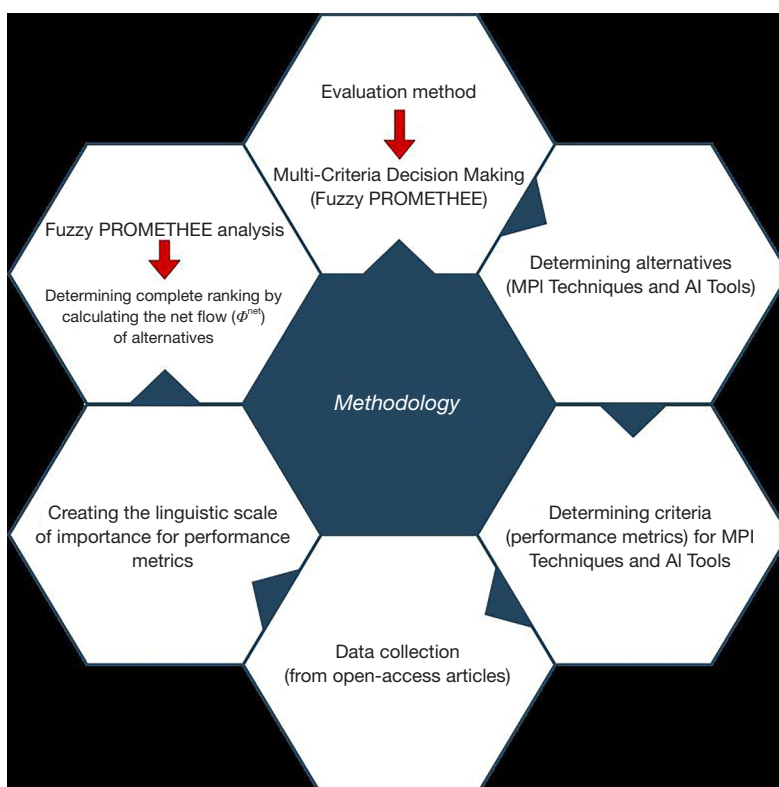 Evaluation method
Multi-Criteria Decision Making
(Fuzzy PROMETHEE)
Determining alternatives
(MPI Techniques and AI Tools)
Determining criteria
(performance metrics) for MPI
Techniques and AI Tools
Data collection
(from open-access articles)
Creating the linguistic scale
of importance for performance
metrics
Fuzzy PROMETHEE analysis
Determining complete ranking by
calculating the net flow (Φ^net)
of alternatives
Methodology